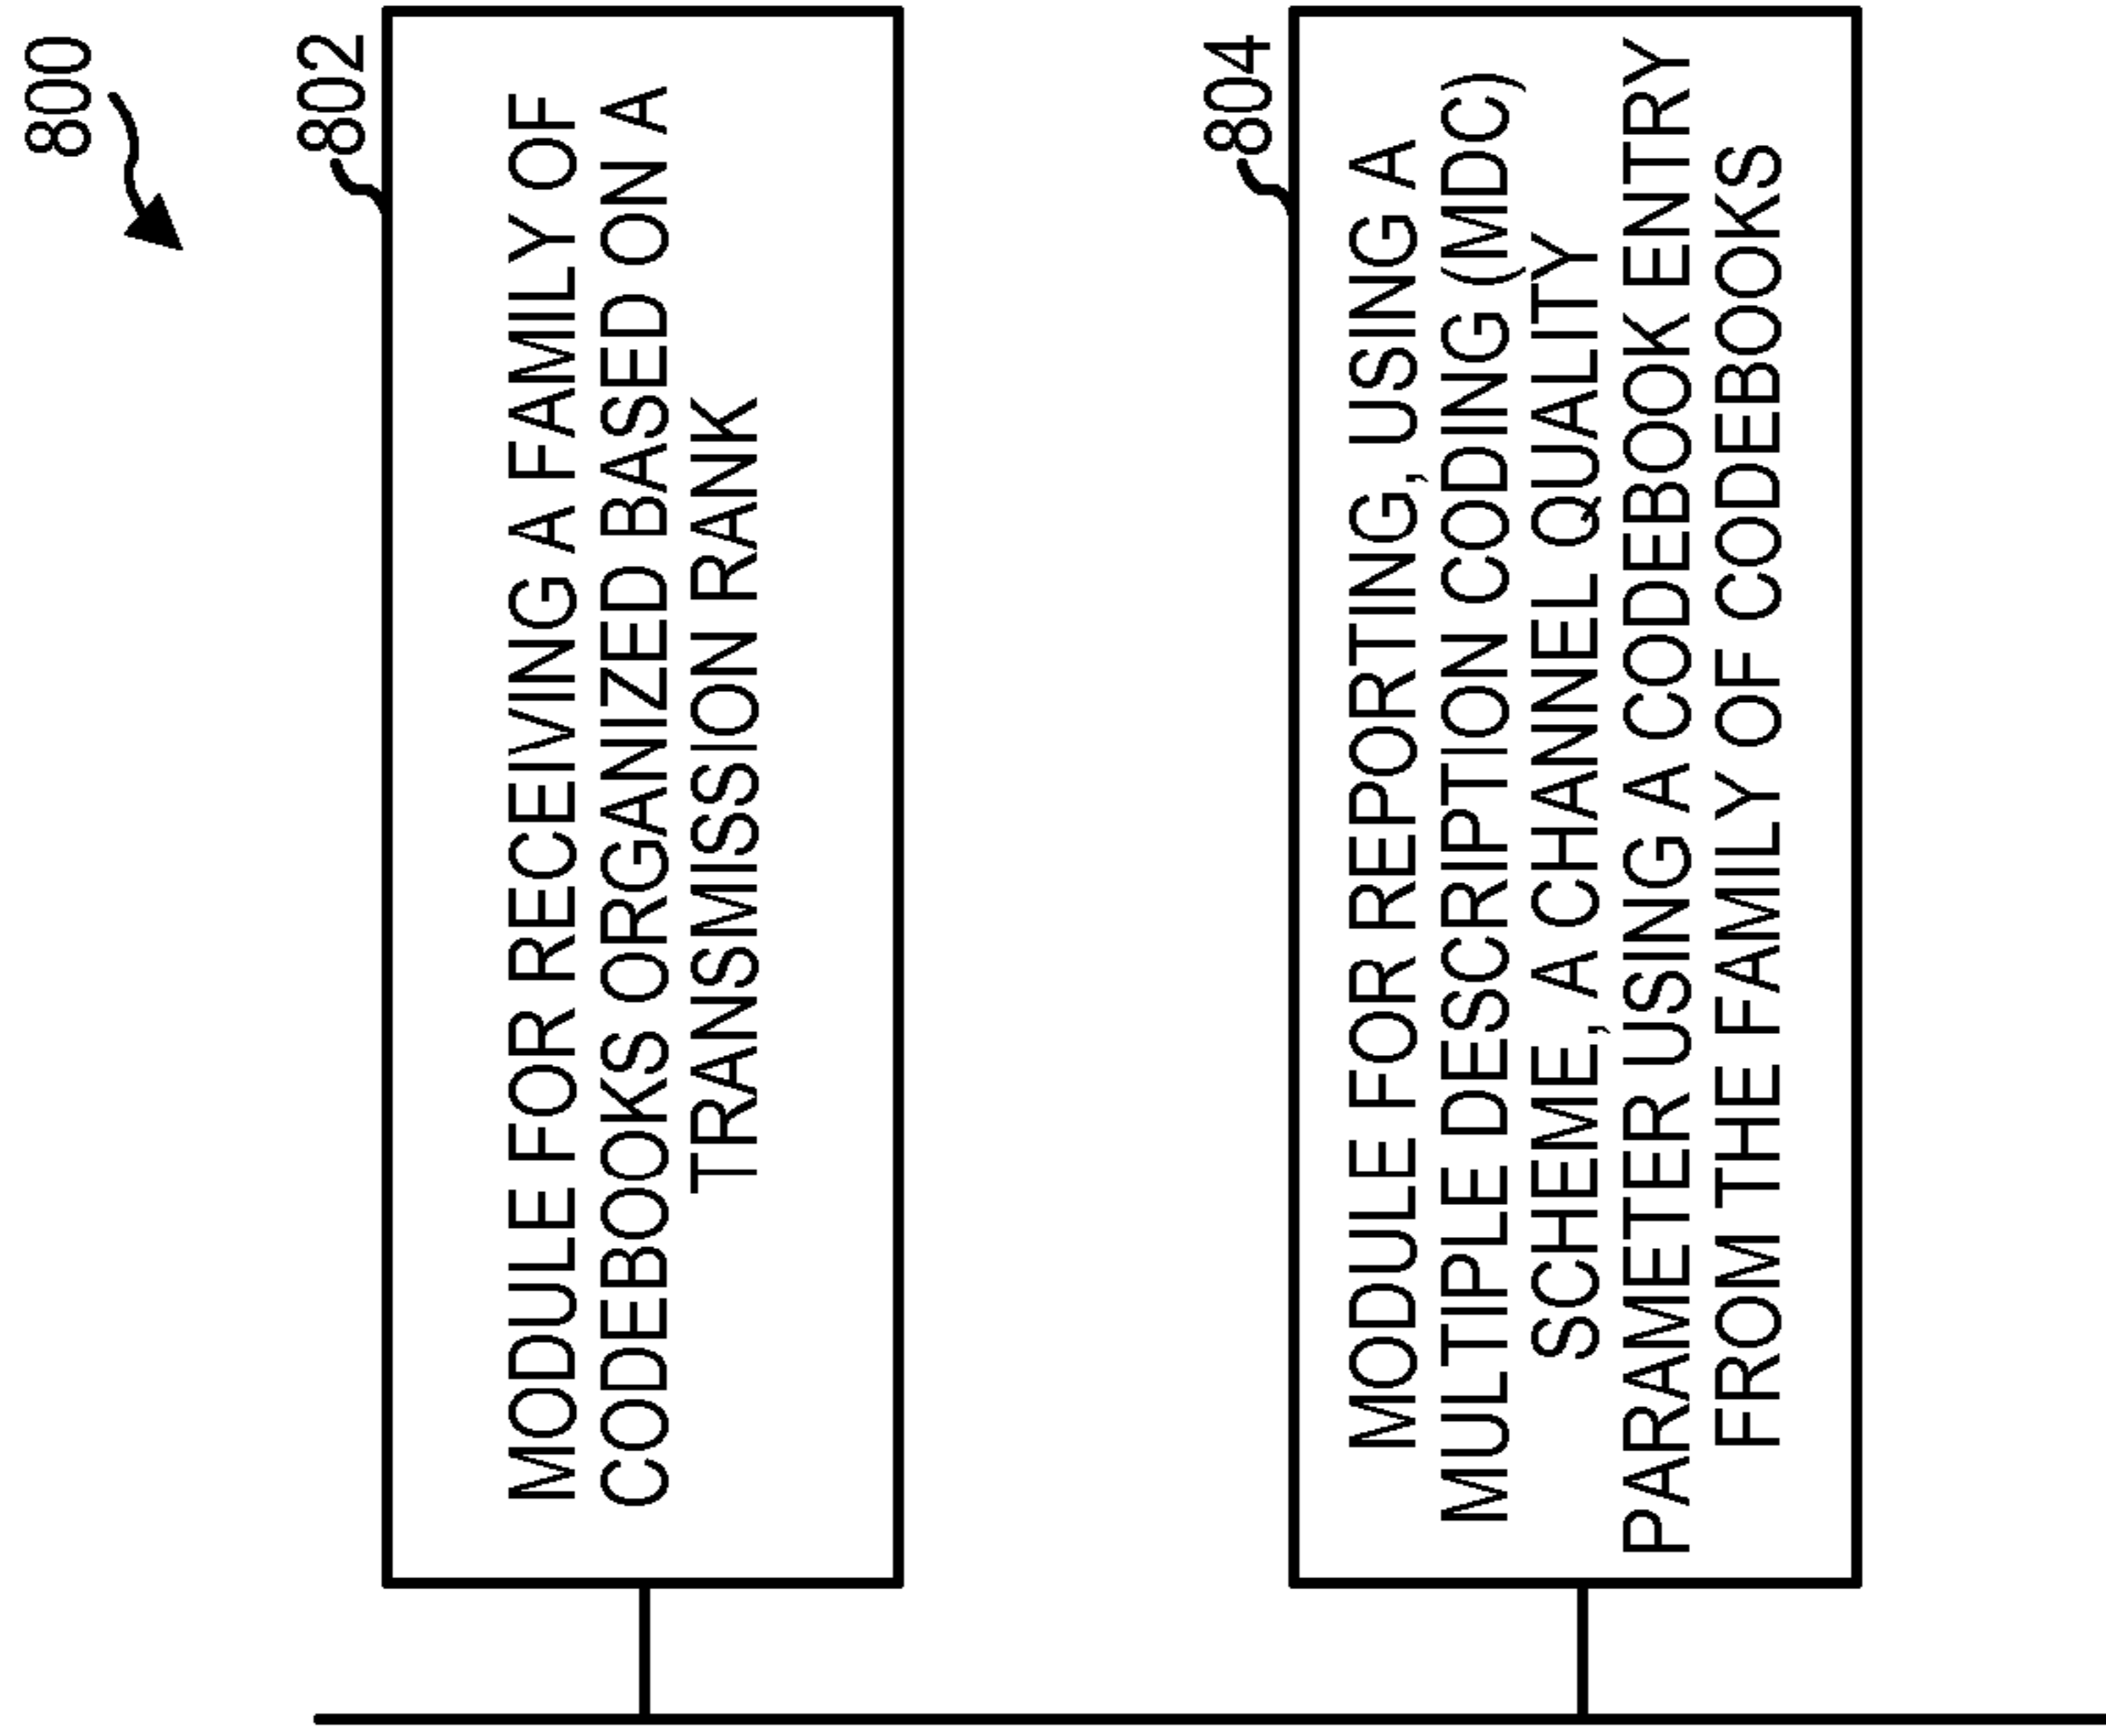 800
802
MODULE FOR RECEIVING A FAMILY OF
CODEBOOKS ORGANIZED BASED ON A
TRANSMISSION RANK
804
MODULE FOR REPORTING, USING A
MULTIPLE DESCRIPTION CODING (MDC)
SCHEME, A CHANNEL QUALITY
PARAMETER USING A CODEBOOK ENTRY
FROM THE FAMILY OF CODEBOOKS